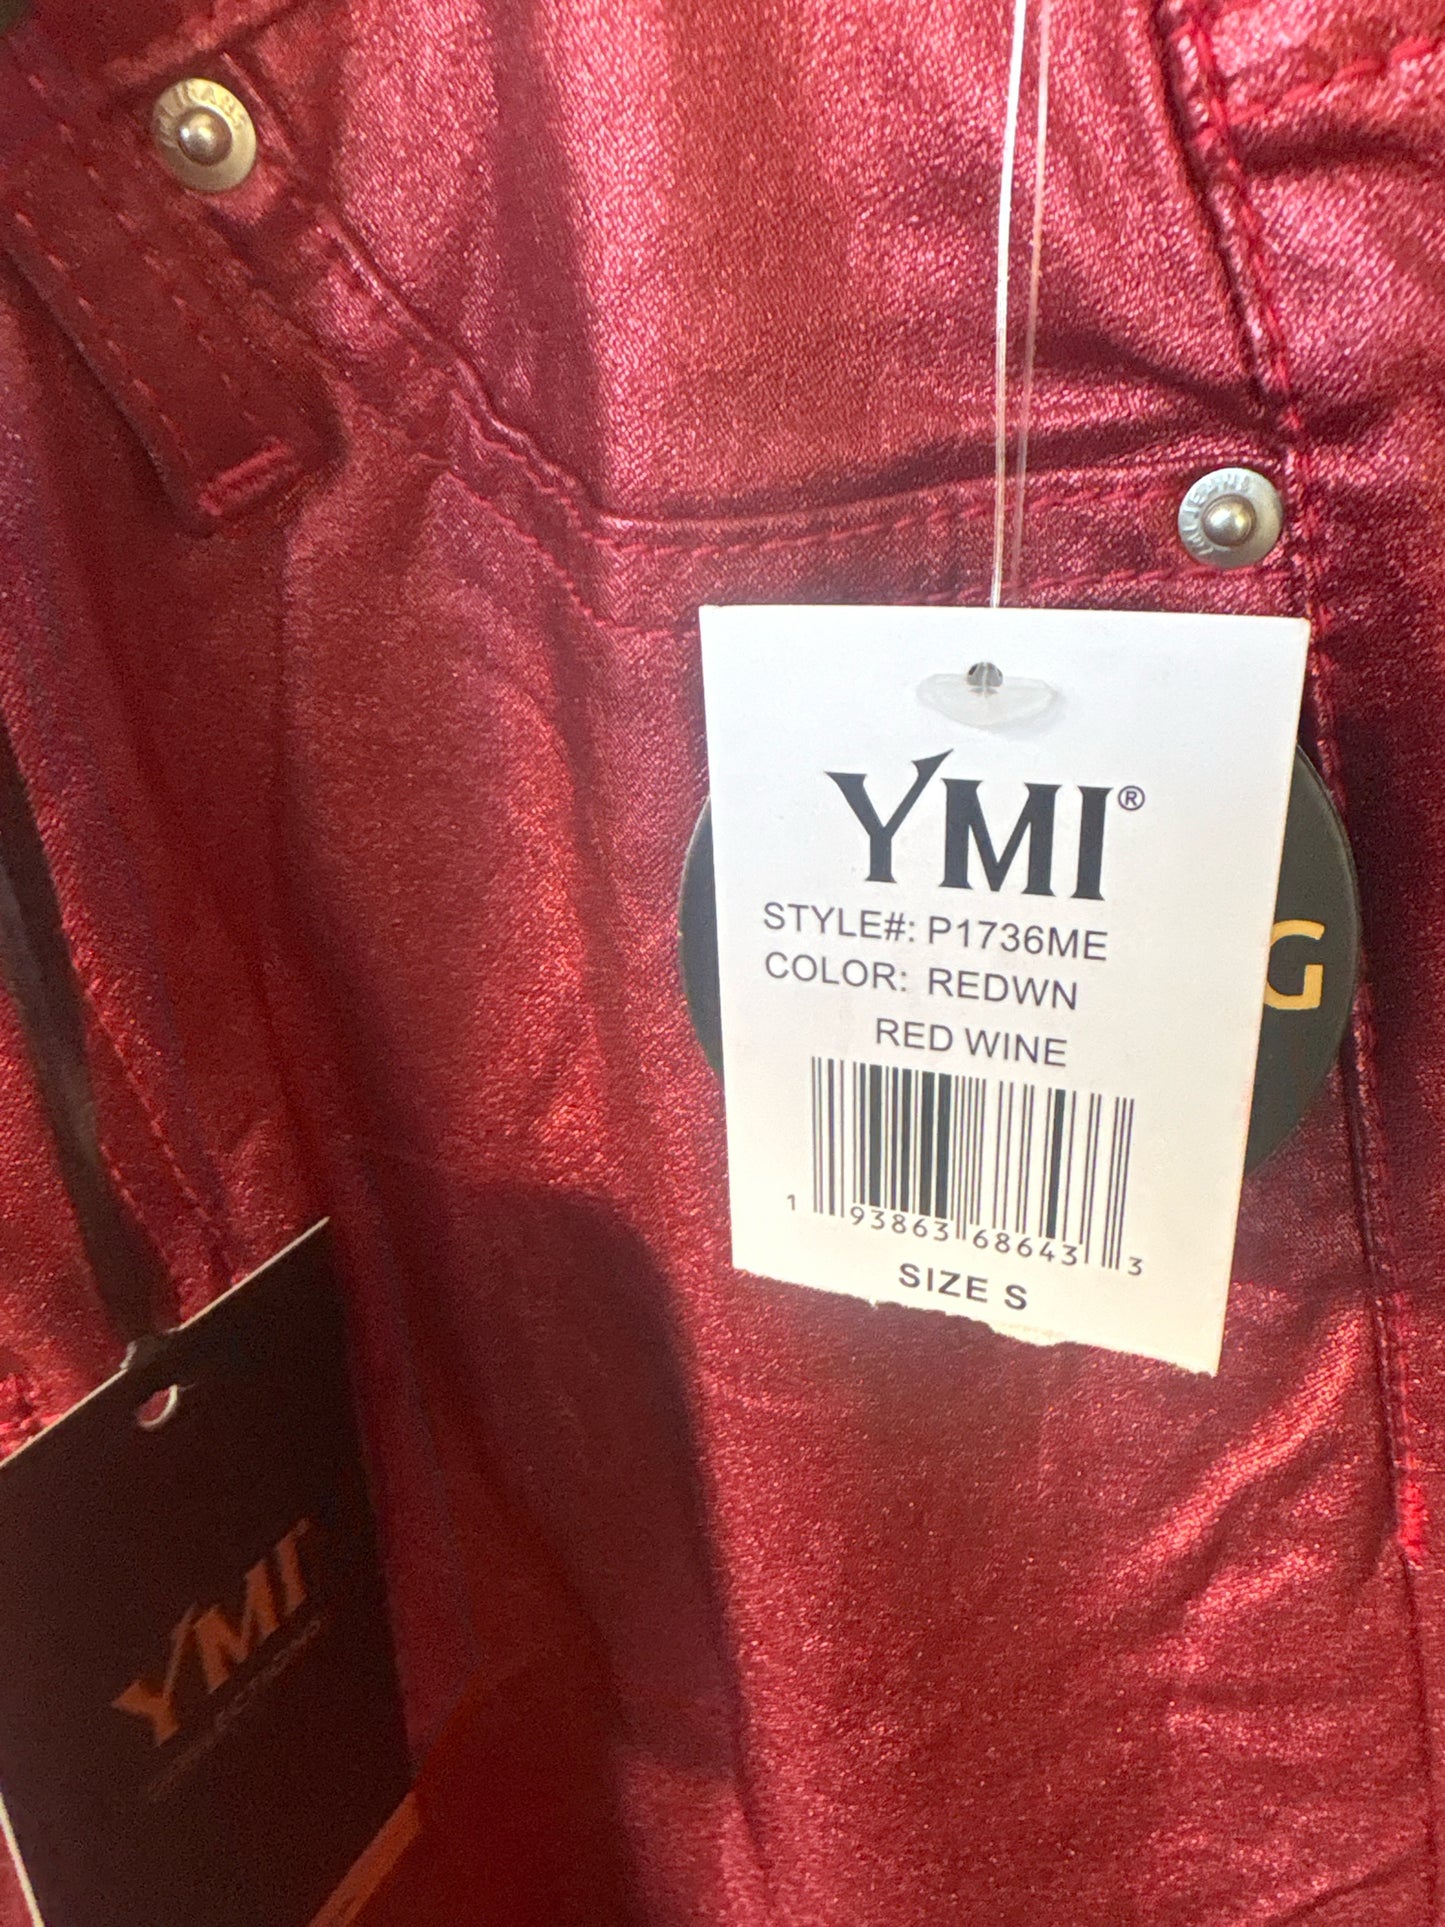 YMI®
STYLE#: P1736ME
COLOR: REDWN
RED WINE
1 93863 68643 3
SIZE S
G
YMI